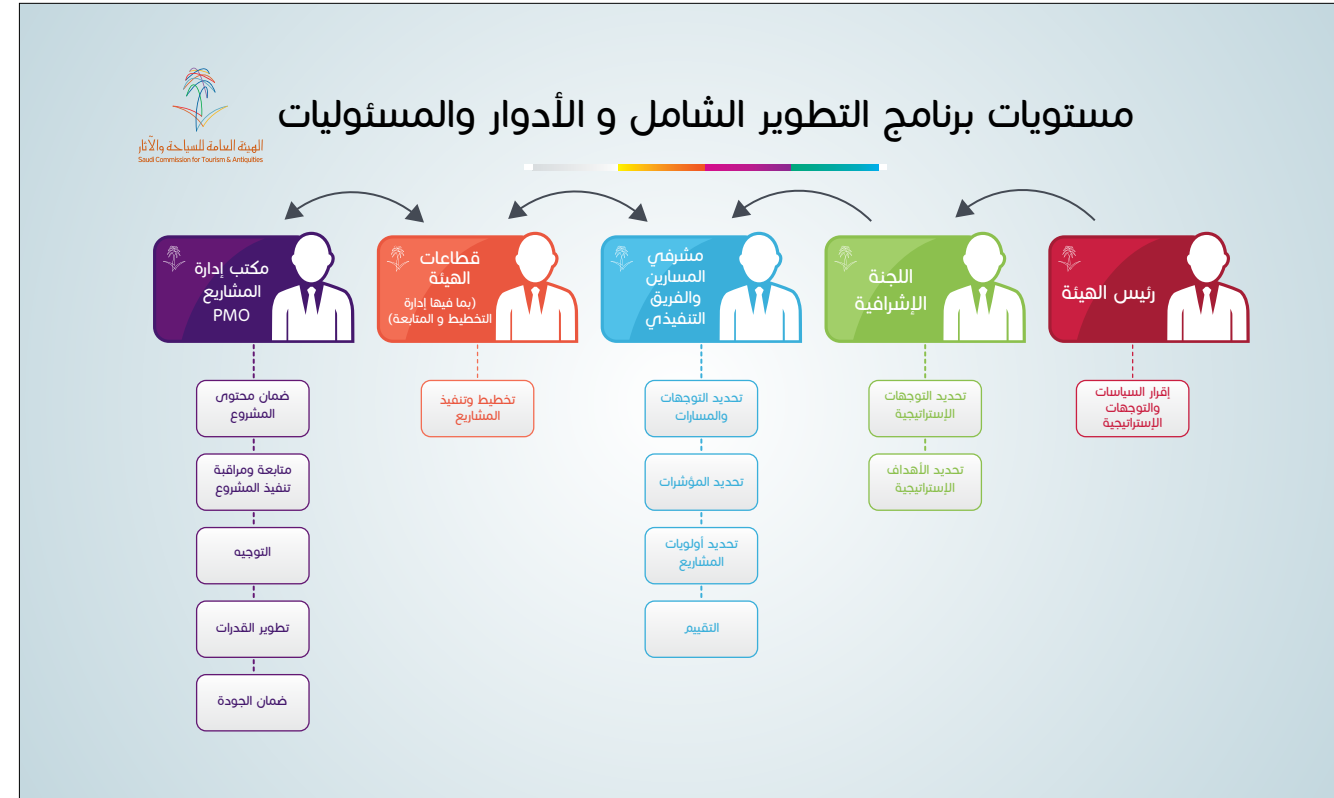 مستويات برنامج التطوير الشامل و الأدوار والمسئوليات
الهيئة العامة للسياحة والآثار
Saudi Commission for Tourism & Antiquities
رئيس الهيئة
إقرار السياسات
والتوجهات
الإستراتيجية
اللجنة
الإشرافية
تحديد التوجهات
الإستراتيجية
تحديد الأهداف
الإستراتيجية
مشرفي
المسارين
والفريق
التنفيذي
تحديد التوجهات
والمسارات
تحديد المؤشرات
تحديد أولويات
المشاريع
التقييم
قطاعات
الهيئة
(بما فيها إدارة
التخطيط و المتابعة)
تخطيط وتنفيذ
المشاريع
مكتب إدارة
المشاريع
PMO
ضمان محتوى
المشروع
متابعة ومراقبة
تنفيذ المشروع
التوجيه
تطوير القدرات
ضمان الجودة